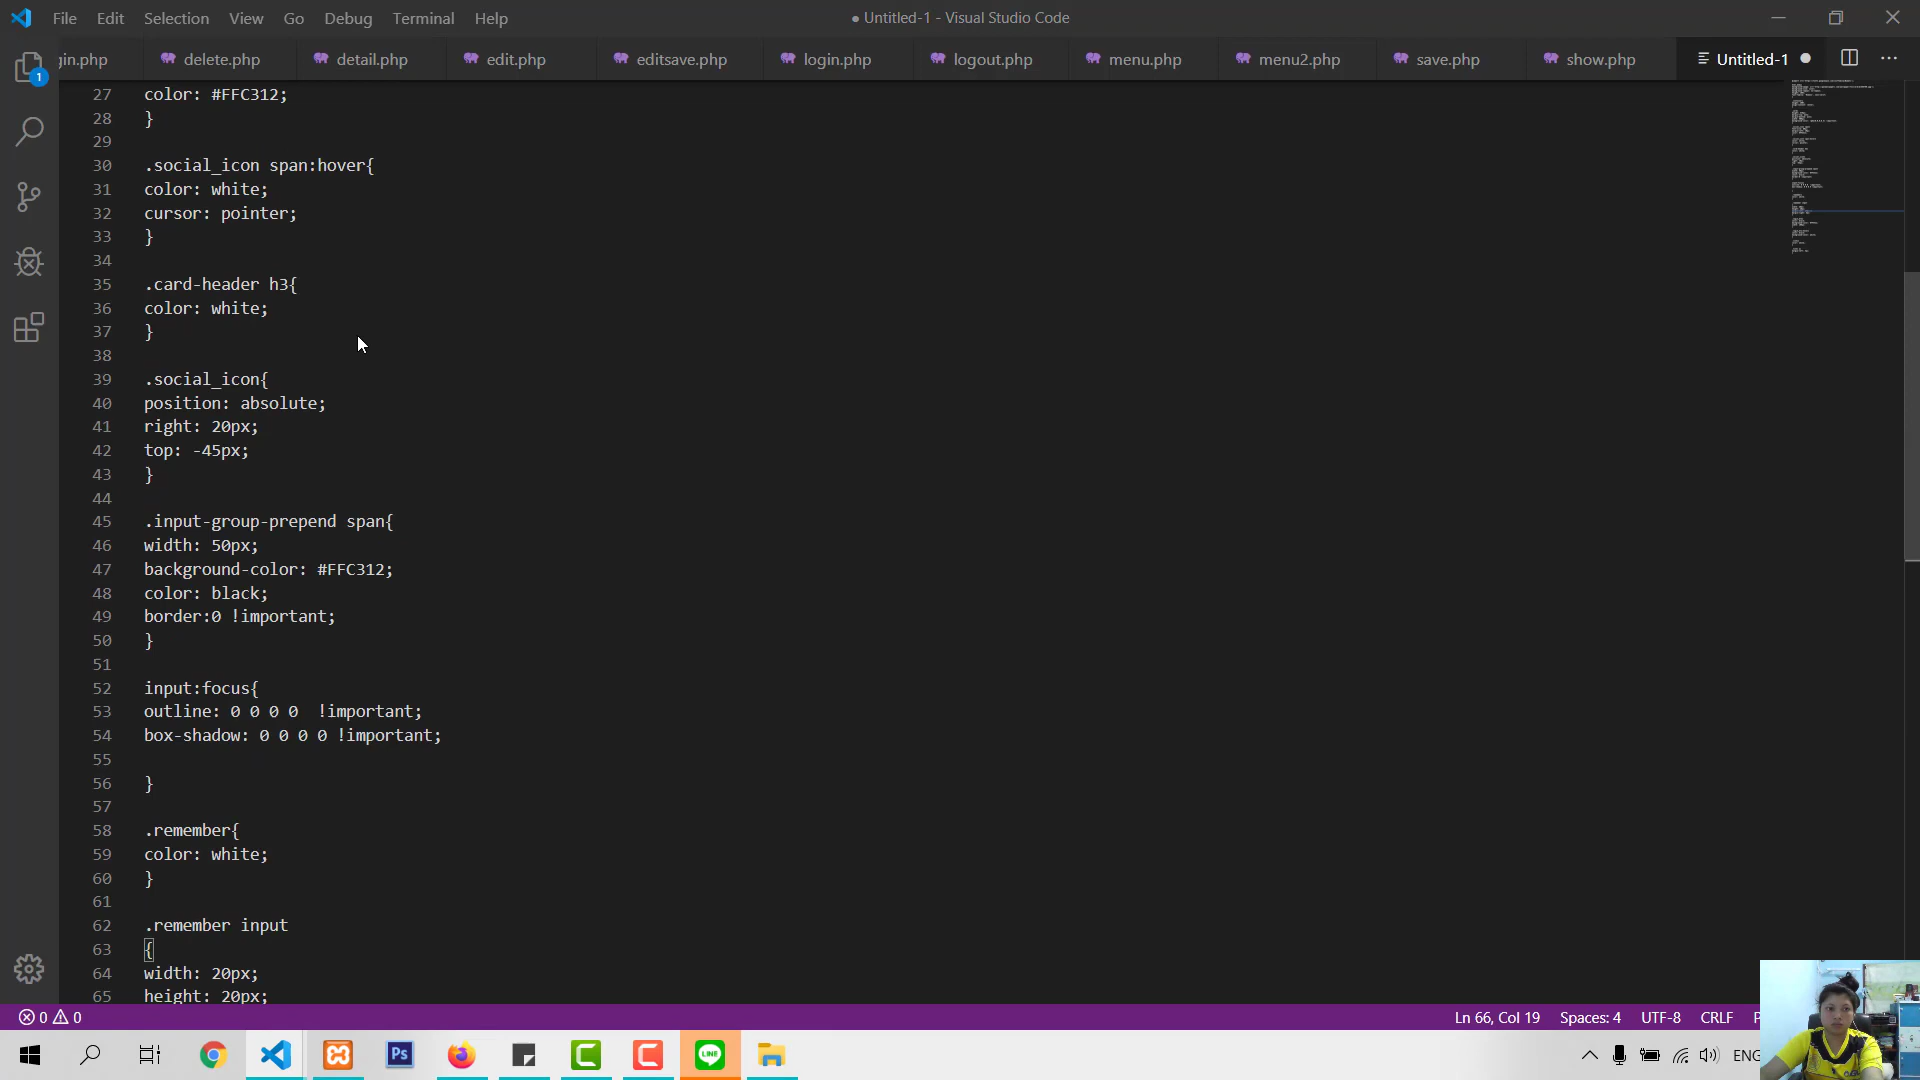 File Edit Selection View Go Debug Terminal Help
● Untitled-1 - Visual Studio Code
gin.php delete.php detail.php edit.php editsave.php login.php logout.php menu.php menu2.php save.php show.php Untitled-1
1
27 color: #FFC312;
28 }
29
30 .social_icon span:hover{
31 color: white;
32 cursor: pointer;
33 }
34
35 .card-header h3{
36 color: white;
37 }
38
39 .social_icon{
40 position: absolute;
41 right: 20px;
42 top: -45px;
43 }
44
45 .input-group-prepend span{
46 width: 50px;
47 background-color: #FFC312;
48 color: black;
49 border:0 !important;
50 }
51
52 input:focus{
53 outline: 0 0 0 0  !important;
54 box-shadow: 0 0 0 0 !important;
55
56 }
57
58 .remember{
59 color: white;
60 }
61
62 .remember input
63 {
64 width: 20px;
65 height: 20px;
0 0
Ln 66, Col 19 Spaces: 4 UTF-8 CRLF P
Ps LINE ENG